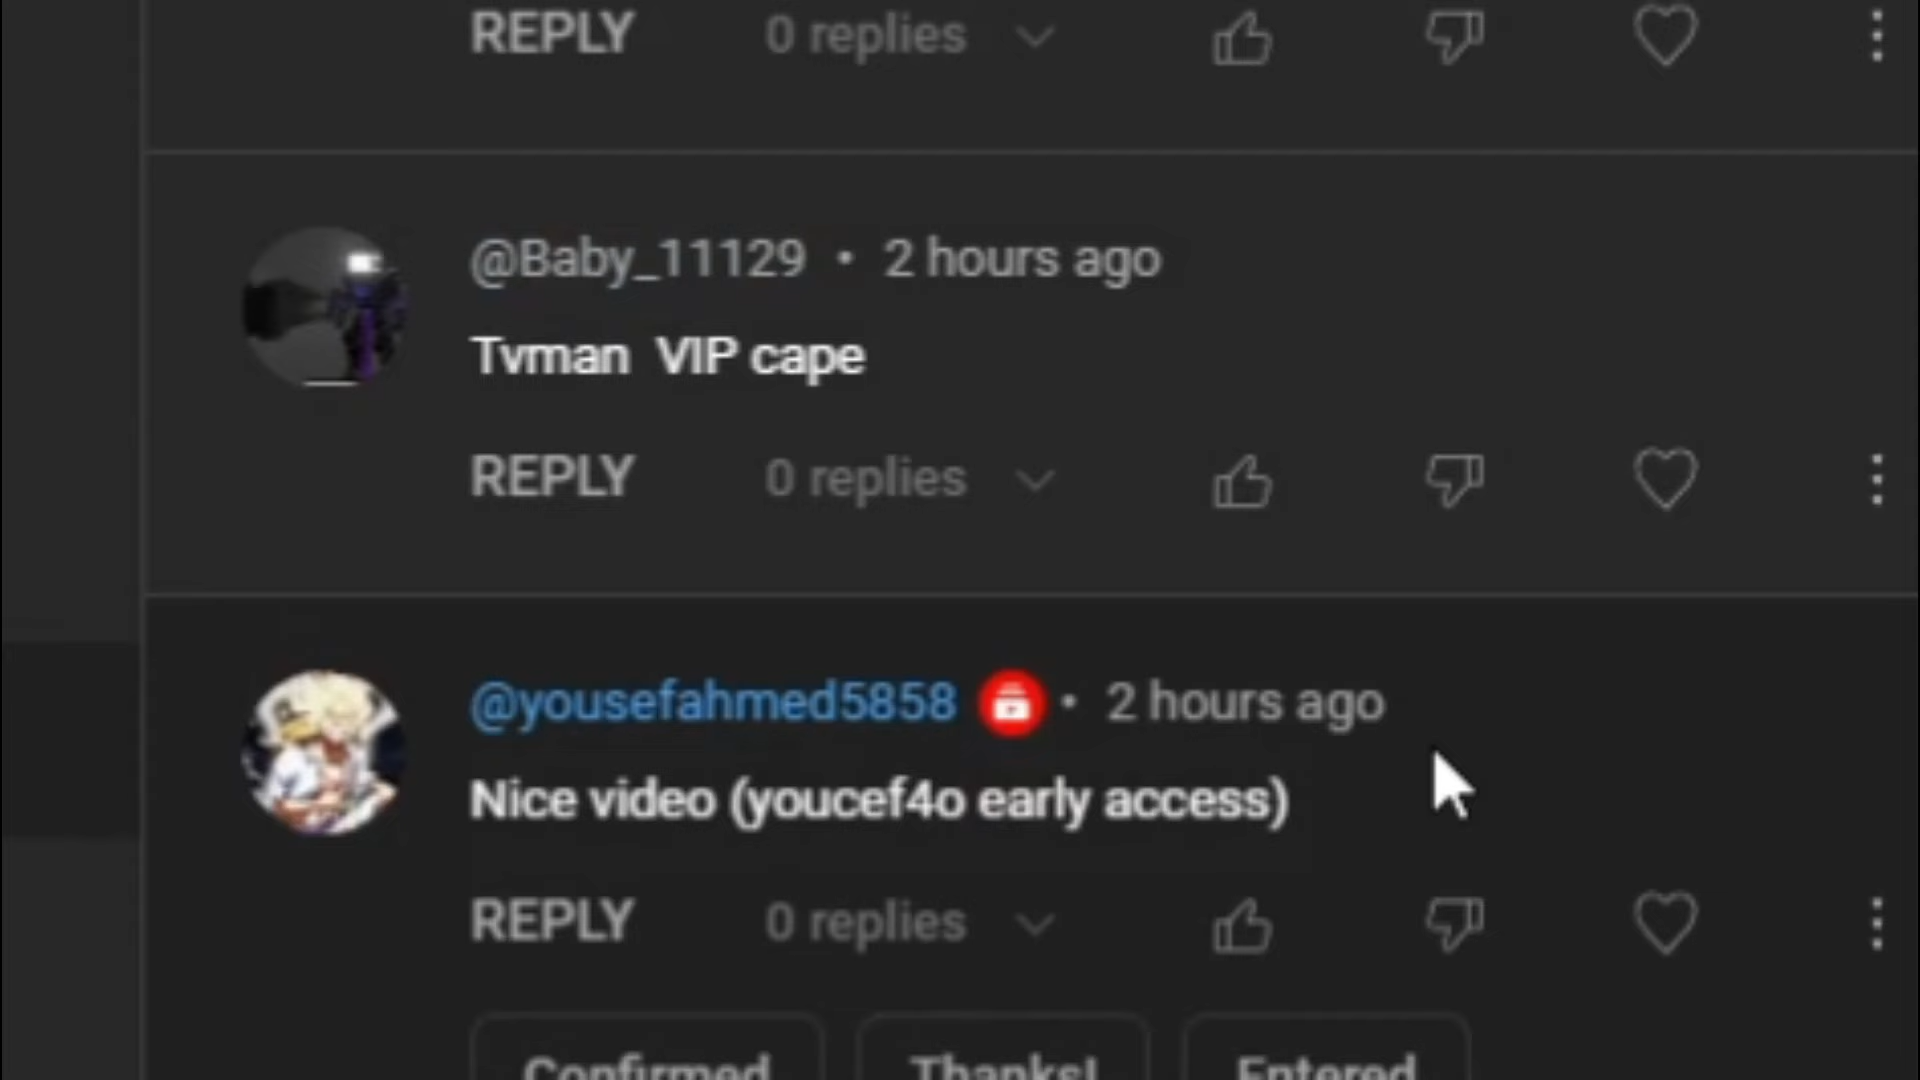 REPLY 0 replies
@Baby_11129 • 2 hours ago
Tvman VIP cape
REPLY 0 replies
@yousefahmed5858 • 2 hours ago
Nice video (youcef4o early access)
REPLY 0 replies
Confirmed Thanks! Entered